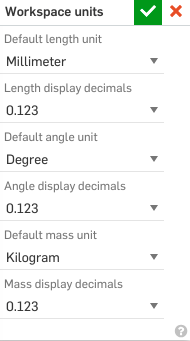 Workspace units
Default length unit
Millimeter
Length display decimals
0.123
Default angle unit
Degree
Angle display decimals
0.123
Default mass unit
Kilogram
Mass display decimals
0.123
?